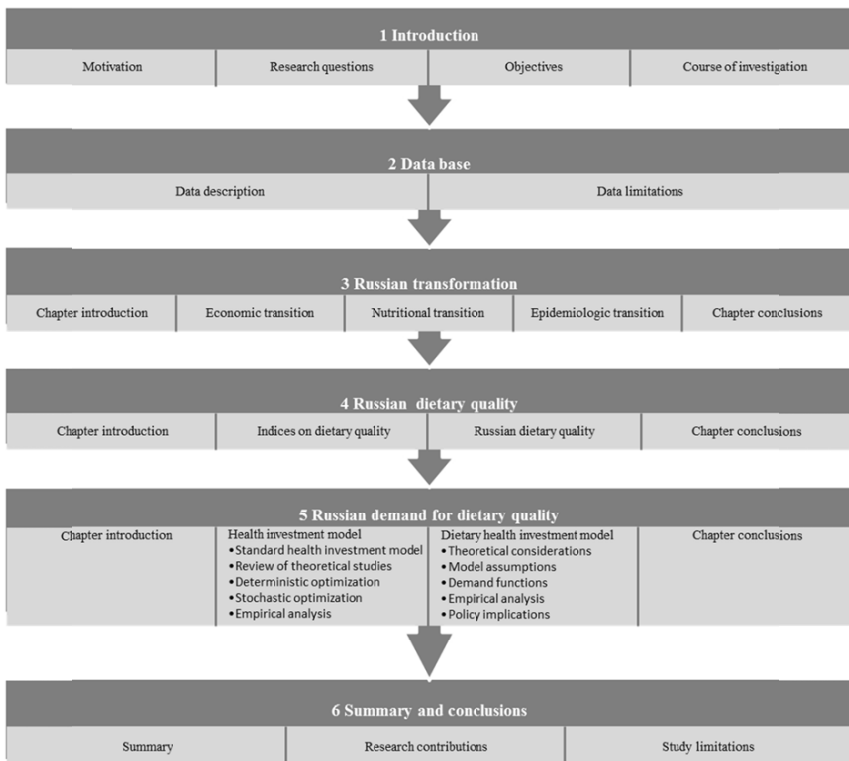 1 Introduction
Motivation
Research questions
Objectives
Course of investigation
2 Data base
Data description
Data limitations
3 Russian transformation
Chapter introduction
Economic transition
Nutritional transition
Epidemiologic transition
Chapter conclusions
4 Russian dietary quality
Chapter introduction
Indices on dietary quality
Russian dietary quality
Chapter conclusions
5 Russian demand for dietary quality
Chapter introduction
Health investment model
•Standard health investment model
•Review of theoretical studies
•Deterministic optimization
•Stochastic optimization
•Empirical analysis
Dietary health investment model
•Theoretical considerations
•Model assumptions
•Demand functions
•Empirical analysis
•Policy implications
Chapter conclusions
6 Summary and conclusions
Summary
Research contributions
Study limitations